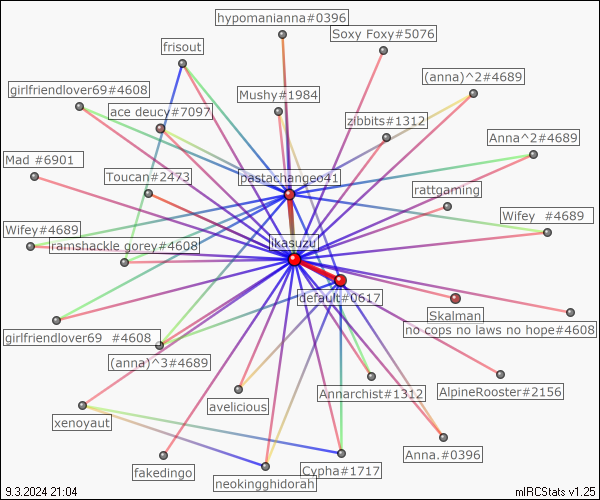 hypomanianna#0396
Soxy Foxy#5076
frisout
(anna)^2#4689
girlfriendlover69#4608
Mushy#1984
ace deucy#7097
zibbits#1312
Anna^2#4689
Mad #6901
Toucan#2473
pastachangeo41
rattgaming
Wifey#4689
ramshackle gorey#4608
ikasuzu
Wifey  #4689
default#0617
Skalman
no cops no laws no hope#4608
girlfriendlover69  #4608
(anna)^3#4689
Annarchist#1312
AlpineRooster#2156
avelicious
xenoyaut
Anna.#0396
fakedingo
Cypha#1717
neokingghidorah
9.3.2024 21:04
mIRCStats v1.25